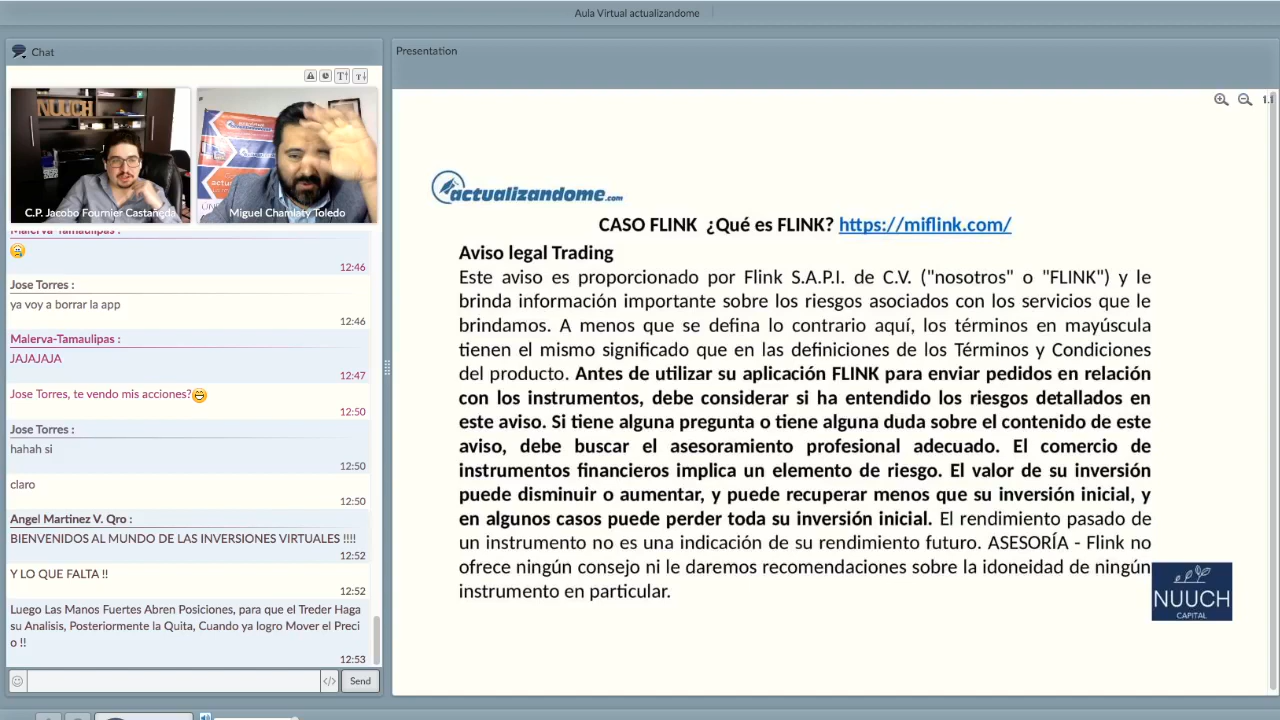 Aula Virtual actualizandome
Chat
NUUCH
C.P. Jacobo Fournier Castañeda
Miguel Chamlaty Toledo
Malerva-Tamaulipas :
12:46
Jose Torres :
ya voy a borrar la app
12:46
Malerva-Tamaulipas :
JAJAJAJA
12:47
Jose Torres, te vendo mis acciones?
12:50
Jose Torres :
hahah si
12:50
claro
12:50
Angel Martinez V. Qro :
BIENVENIDOS AL MUNDO DE LAS INVERSIONES VIRTUALES !!!!
12:52
Y LO QUE FALTA !!
12:52
Luego Las Manos Fuertes Abren Posiciones, para que el Treder Haga
su Analisis, Posteriormente la Quita, Cuando ya logro Mover el Preci
o !!
12:53
Send
Presentation
actualizandome.com
CASO FLINK ¿Qué es FLINK? https://miflink.com/
Aviso legal Trading
Este aviso es proporcionado por Flink S.A.P.I. de C.V. ("nosotros" o "FLINK") y le
brinda información importante sobre los riesgos asociados con los servicios que le
brindamos. A menos que se defina lo contrario aquí, los términos en mayúscula
tienen el mismo significado que en las definiciones de los Términos y Condiciones
del producto. Antes de utilizar su aplicación FLINK para enviar pedidos en relación
con los instrumentos, debe considerar si ha entendido los riesgos detallados en
este aviso. Si tiene alguna pregunta o tiene alguna duda sobre el contenido de este
aviso, debe buscar el asesoramiento profesional adecuado. El comercio de
instrumentos financieros implica un elemento de riesgo. El valor de su inversión
puede disminuir o aumentar, y puede recuperar menos que su inversión inicial, y
en algunos casos puede perder toda su inversión inicial. El rendimiento pasado de
un instrumento no es una indicación de su rendimiento futuro. ASESORÍA - Flink no
ofrece ningún consejo ni le daremos recomendaciones sobre la idoneidad de ningún
instrumento en particular.
NUUCH
CAPITAL